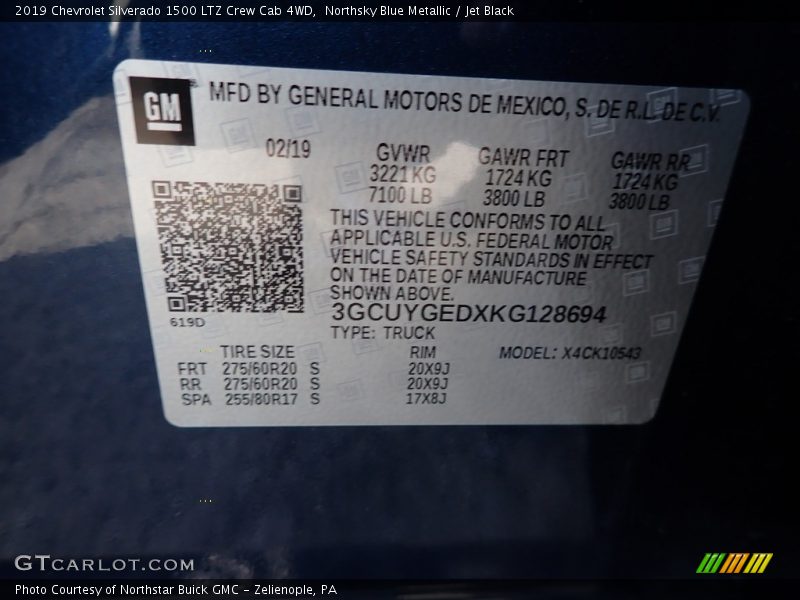 2019 Chevrolet Silverado 1500 LTZ Crew Cab 4WD,  Northsky Blue Metallic / Jet Black
GM
MFD BY GENERAL MOTORS DE MEXICO, S. DE R.L. DE C.V.
02/19
GVWR GAWR FRT GAWR RR
3221 KG 1724 KG 1724 KG
7100 LB 3800 LB 3800 LB
THIS VEHICLE CONFORMS TO ALL
APPLICABLE U.S. FEDERAL MOTOR
VEHICLE SAFETY STANDARDS IN EFFECT
ON THE DATE OF MANUFACTURE
SHOWN ABOVE.
3GCUYGEDXKG128694
619D
TYPE: TRUCK
TIRE SIZE RIM MODEL: X4CK10543
FRT 275/60R20 S 20X9J
RR 275/60R20 S 20X9J
SPA 255/80R17 S 17X8J
GTCARLOT.COM
Photo Courtesy of Northstar Buick GMC – Zelienople, PA